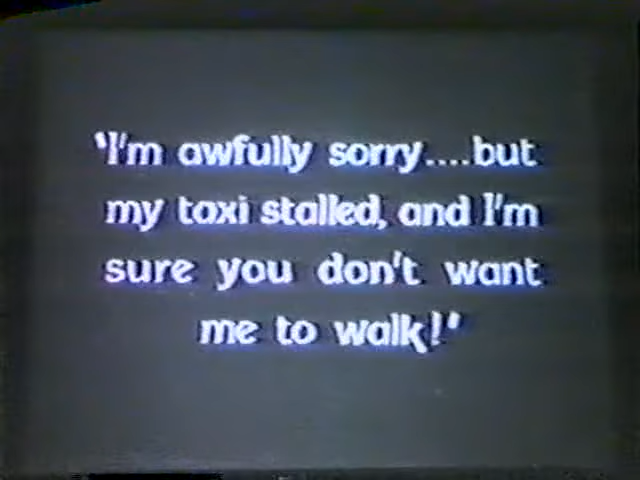 'I'm awfully sorry....but
my taxi stalled, and I'm
sure you don't want
me to walk!'